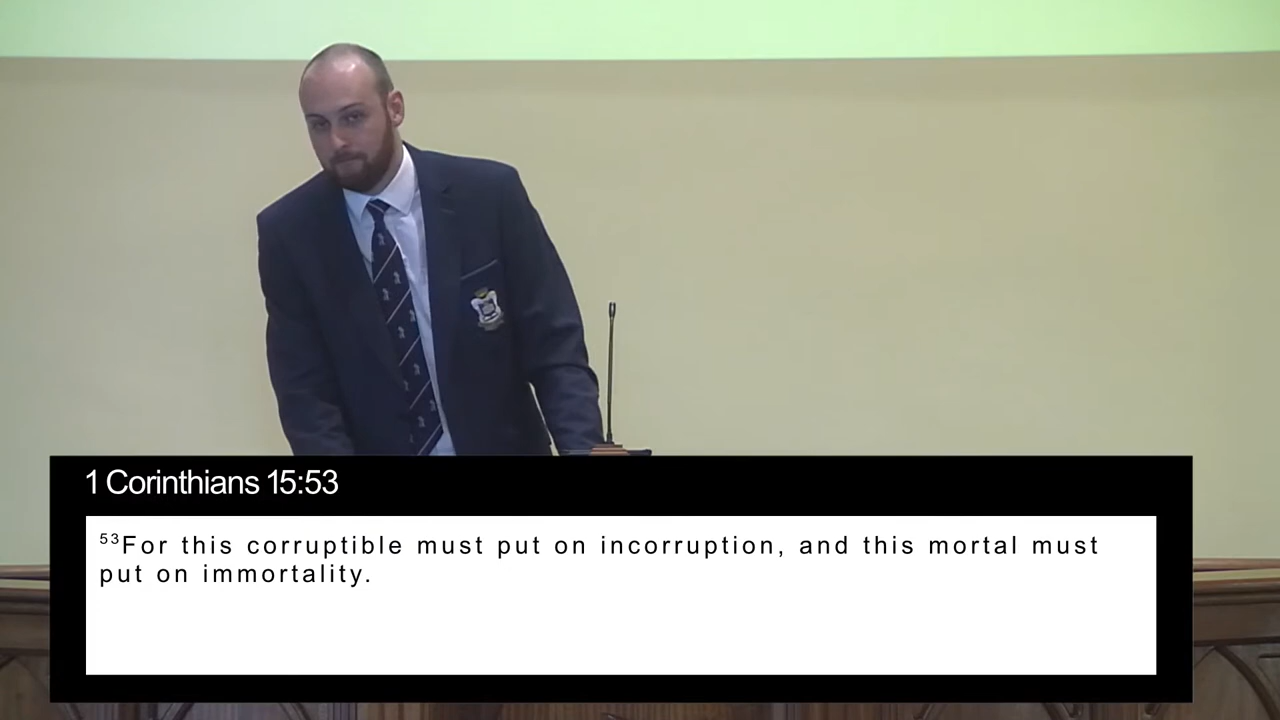 1 Corinthians 15:53
53For this corruptible must put on incorruption, and this mortal must
put on immortality.